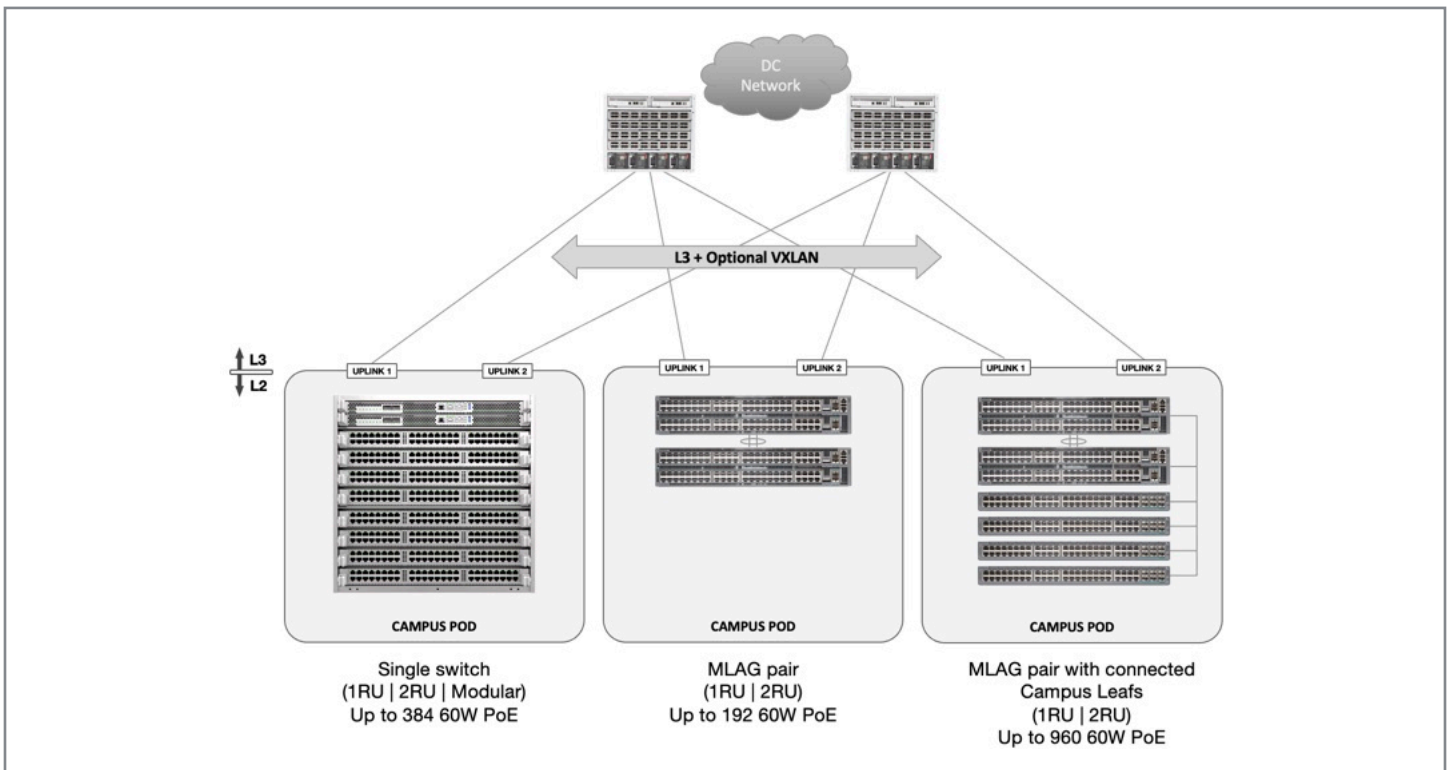 DC
Network
L3 + Optional VXLAN
L3
L2
UPLINK 1
UPLINK 2
UPLINK 1
UPLINK 2
UPLINK 1
UPLINK 2
CAMPUS POD
CAMPUS POD
CAMPUS POD
Single switch
(1RU | 2RU | Modular)
Up to 384 60W PoE
MLAG pair
(1RU | 2RU)
Up to 192 60W PoE
MLAG pair with connected
Campus Leafs
(1RU | 2RU)
Up to 960 60W PoE